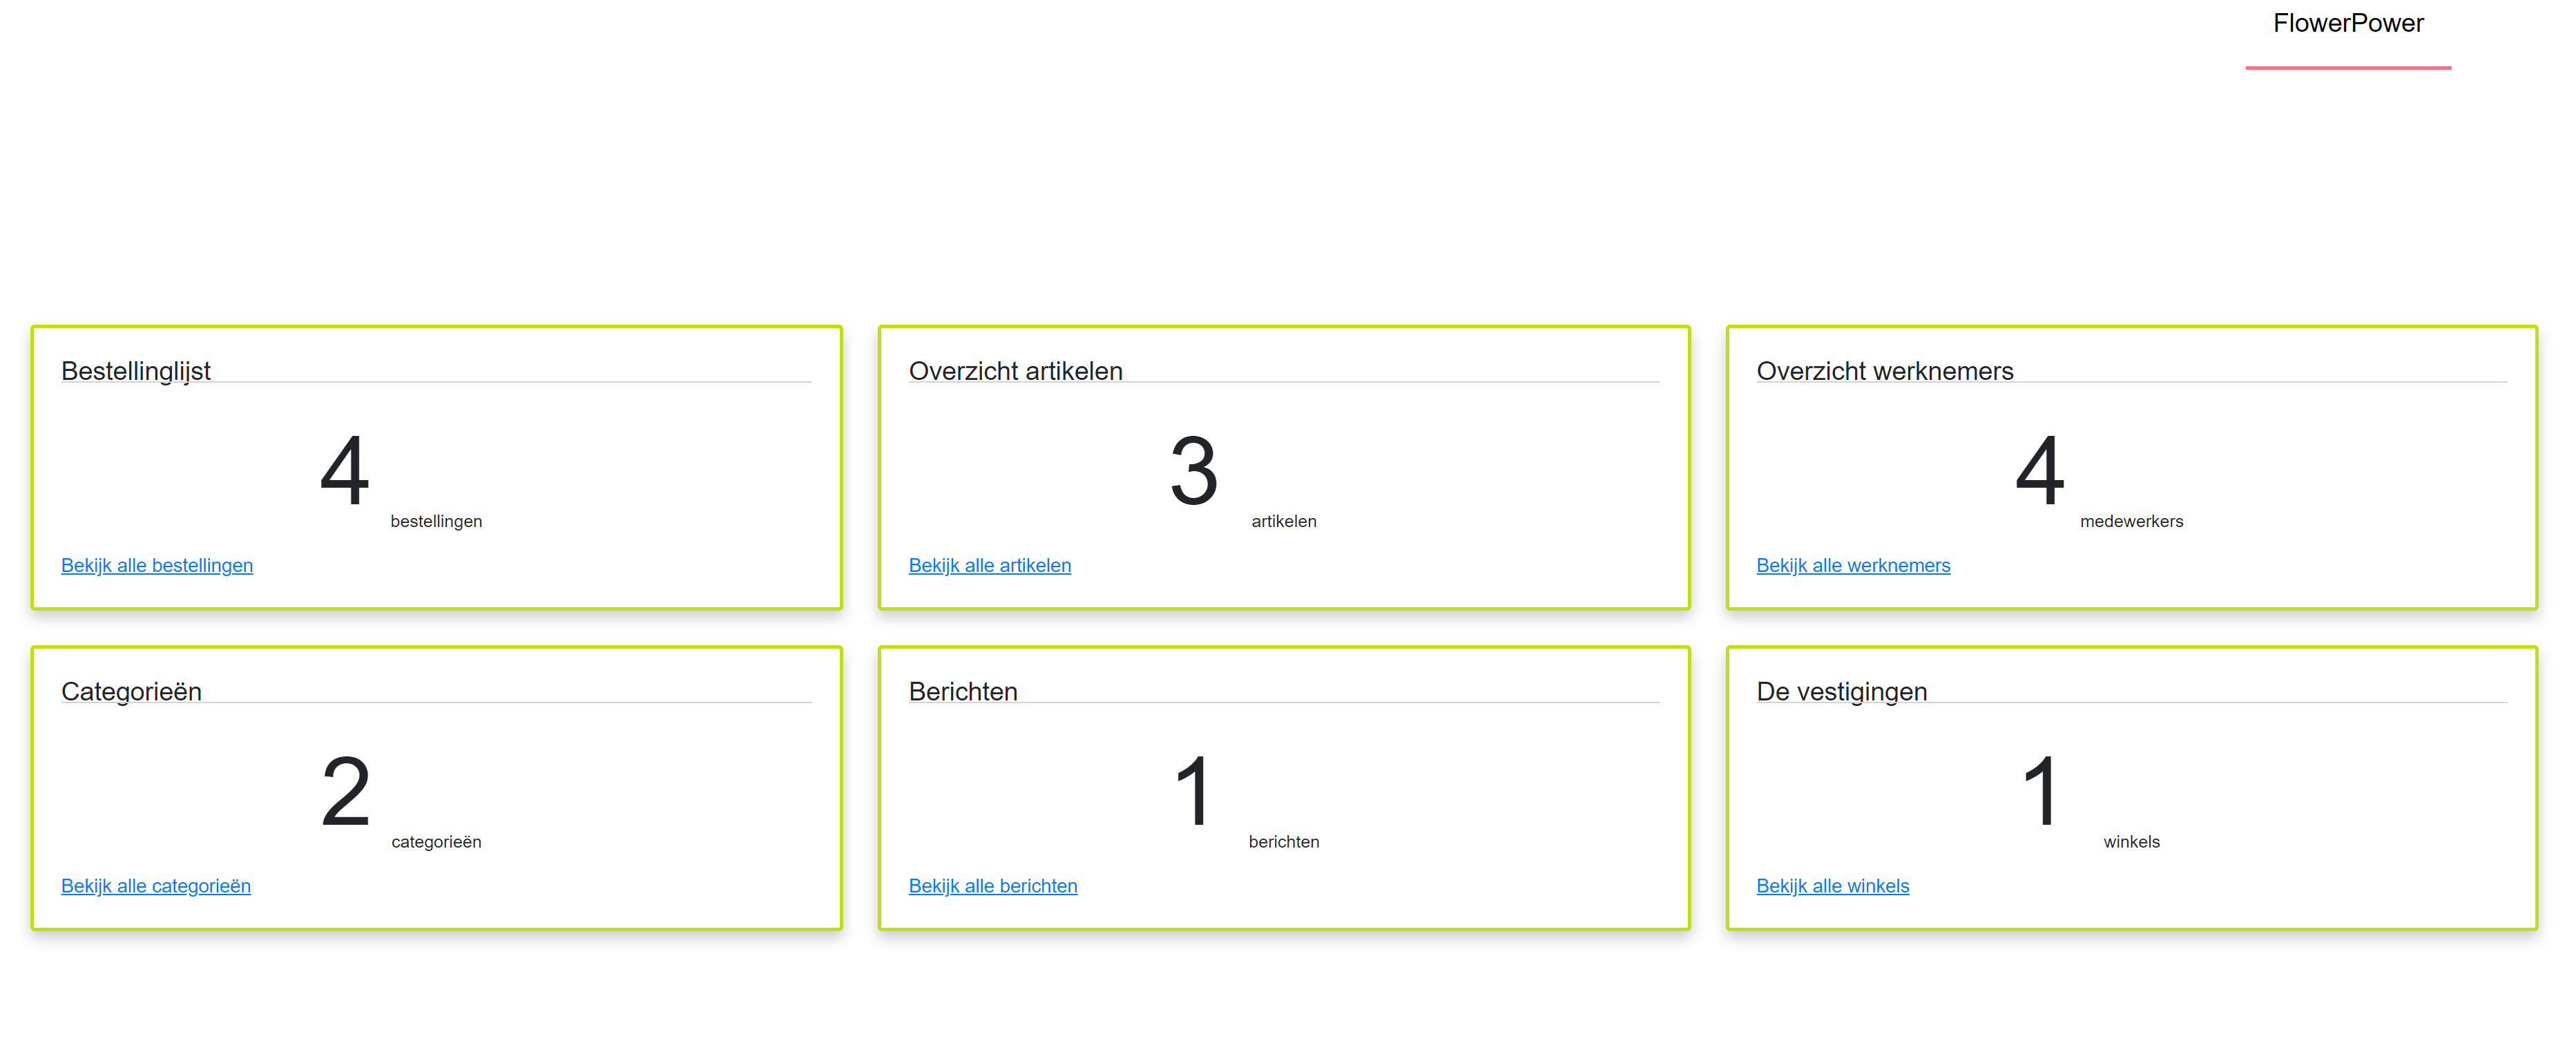 FlowerPower
Bestellinglijst
4
bestellingen
Bekijk alle bestellingen
Overzicht artikelen
3
artikelen
Bekijk alle artikelen
Overzicht werknemers
4
medewerkers
Bekijk alle werknemers
Categorieën
2
categorieën
Bekijk alle categorieën
Berichten
1
berichten
Bekijk alle berichten
De vestigingen
1
winkels
Bekijk alle winkels